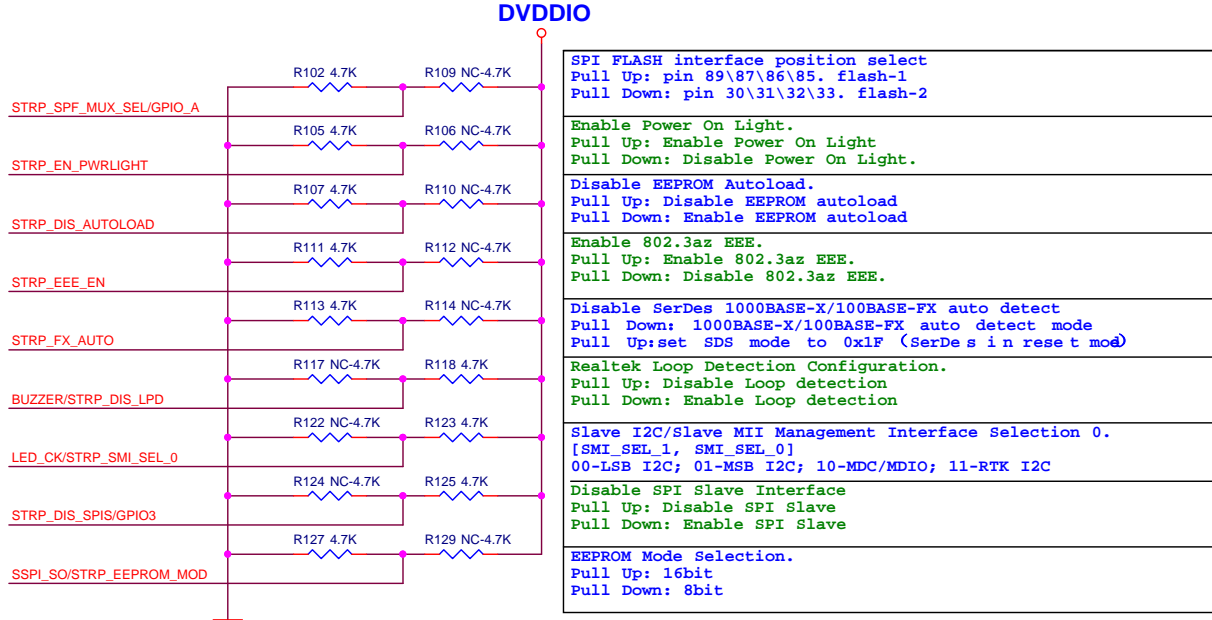 DVDDIO
R102 4.7K R109 NC-4.7K
STRP_SPF_MUX_SEL/GPIO_A
SPI FLASH interface position select
Pull Up: pin 89\87\86\85. flash-1
Pull Down: pin 30\31\32\33. flash-2
R105 4.7K R106 NC-4.7K
STRP_EN_PWRLIGHT
Enable Power On Light.
Pull Up: Enable Power On Light
Pull Down: Disable Power On Light.
R107 4.7K R110 NC-4.7K
STRP_DIS_AUTOLOAD
Disable EEPROM Autoload.
Pull Up: Disable EEPROM autoload
Pull Down: Enable EEPROM autoload
R111 4.7K R112 NC-4.7K
STRP_EEE_EN
Enable 802.3az EEE.
Pull Up: Enable 802.3az EEE.
Pull Down: Disable 802.3az EEE.
R113 4.7K R114 NC-4.7K
STRP_FX_AUTO
Disable SerDes 1000BASE-X/100BASE-FX auto detect
Pull Down: 1000BASE-X/100BASE-FX auto detect mode
Pull Up:set SDS mode to 0x1F (SerDes in reset mod)
R117 NC-4.7K R118 4.7K
BUZZER/STRP_DIS_LPD
Realtek Loop Detection Configuration.
Pull Up: Disable Loop detection
Pull Down: Enable Loop detection
R122 NC-4.7K R123 4.7K
LED_CK/STRP_SMI_SEL_0
Slave I2C/Slave MII Management Interface Selection 0.
[SMI_SEL_1, SMI_SEL_0]
00-LSB I2C; 01-MSB I2C; 10-MDC/MDIO; 11-RTK I2C
R124 NC-4.7K R125 4.7K
STRP_DIS_SPIS/GPIO3
Disable SPI Slave Interface
Pull Up: Disable SPI Slave
Pull Down: Enable SPI Slave
R127 4.7K R129 NC-4.7K
SSPI_SO/STRP_EEPROM_MOD
EEPROM Mode Selection.
Pull Up: 16bit
Pull Down: 8bit